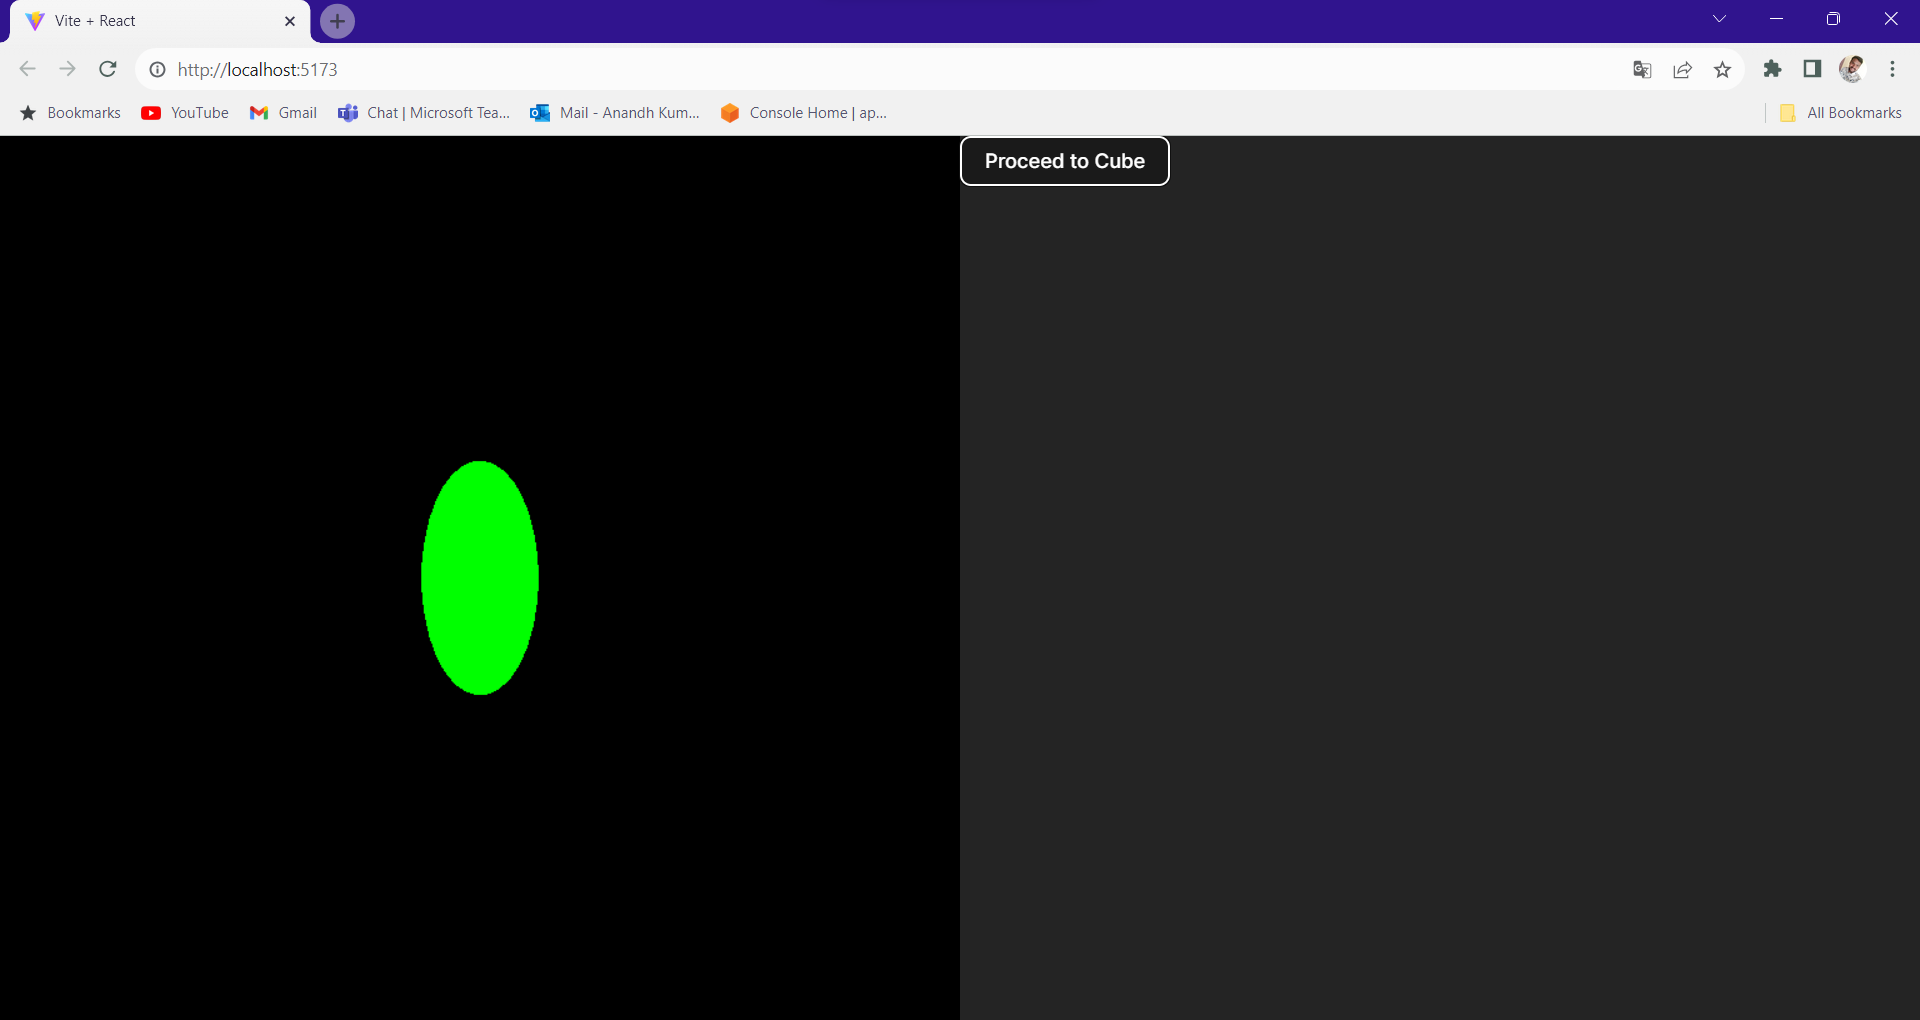 Vite + React
http://localhost:5173
Bookmarks
YouTube
Gmail
Chat | Microsoft Tea...
Mail - Anandh Kum...
Console Home | ap...
All Bookmarks
Proceed to Cube